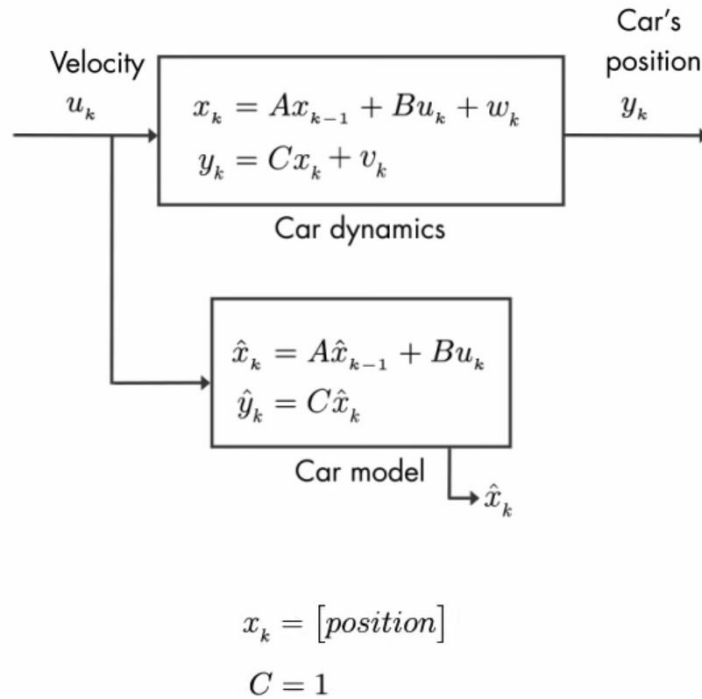 Car's
Velocity
position
u_k
x_k = Ax_{k-1} + Bu_k + w_k
y_k
y_k = Cx_k + v_k
Car dynamics
x̂_k = Ax̂_{k-1} + Bu_k
ŷ_k = Cx̂_k
Car model
x̂_k
x_k = [position]
C = 1